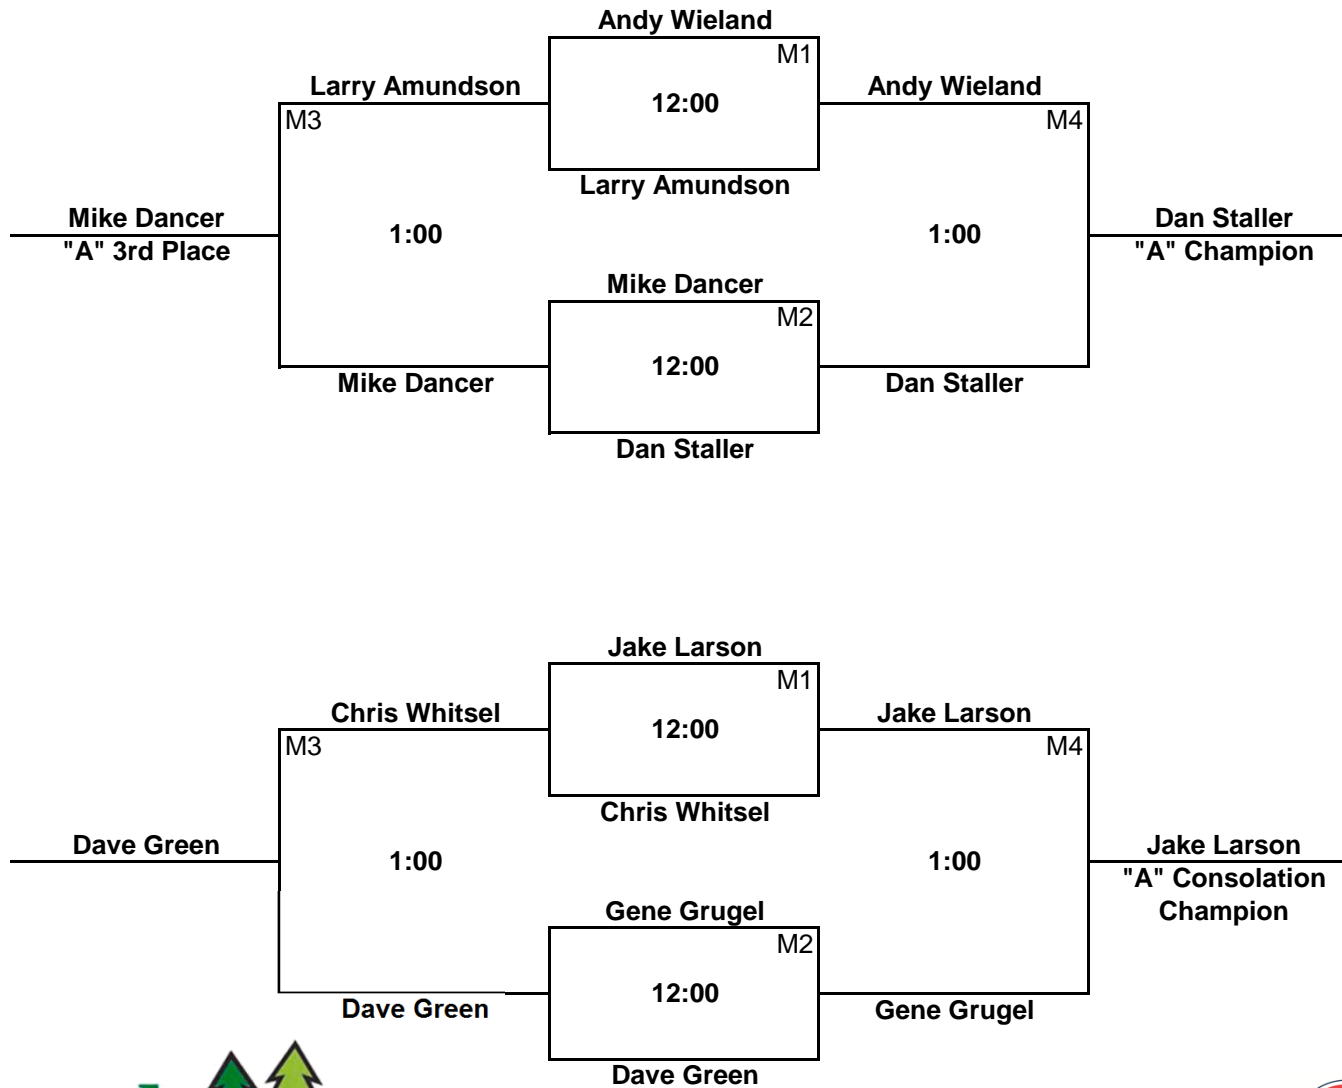 Andy Wieland
M1
Larry Amundson
12:00
Andy Wieland
M3
M4
Larry Amundson
Mike Dancer
1:00
1:00
Dan Staller
"A" 3rd Place
"A" Champion
Mike Dancer
M2
12:00
Mike Dancer
Dan Staller
Dan Staller
Jake Larson
M1
Chris Whitsel
12:00
Jake Larson
M3
M4
Chris Whitsel
Dave Green
1:00
1:00
Jake Larson
"A" Consolation
Champion
Gene Grugel
M2
12:00
Dave Green
Gene Grugel
Dave Green